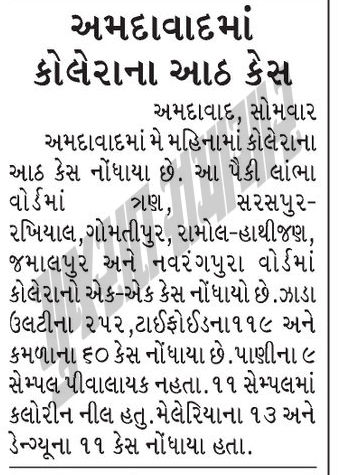 અમદાવાદમાં
કોલેરાના આઠ કેસ
અમદાવાદ, સોમવાર
અમદાવાદમાં મે મહિનામાં કોલેરાના
આઠ કેસ નોંધાયા છે. આ પૈકી લાંભા
વોર્ડમાં ત્રણ, સરસપુર-
રખિયાલ,ગોમતીપુર, રામોલ-હાથીજણ,
જમાલપુર અને નવરંગપુરા વોર્ડમાં
કોલેરાનો એક-એક કેસ નોંધાયો છે.ઝાડા
ઉલટીના ૨૫૨,ટાઈફોઈડના૧૧૯ અને
કમળાના ૬૦ કેસ નોંધાયા છે.પાણીના ૯
સેમ્પલ પીવાલાયક નહતા.૧૧ સેમ્પલમાં
કલોરીન નીલ હતુ.મેલેરિયાના ૧૩ અને
ડેન્ગ્યૂના ૧૧ કેસ નોંધાયા હતા.